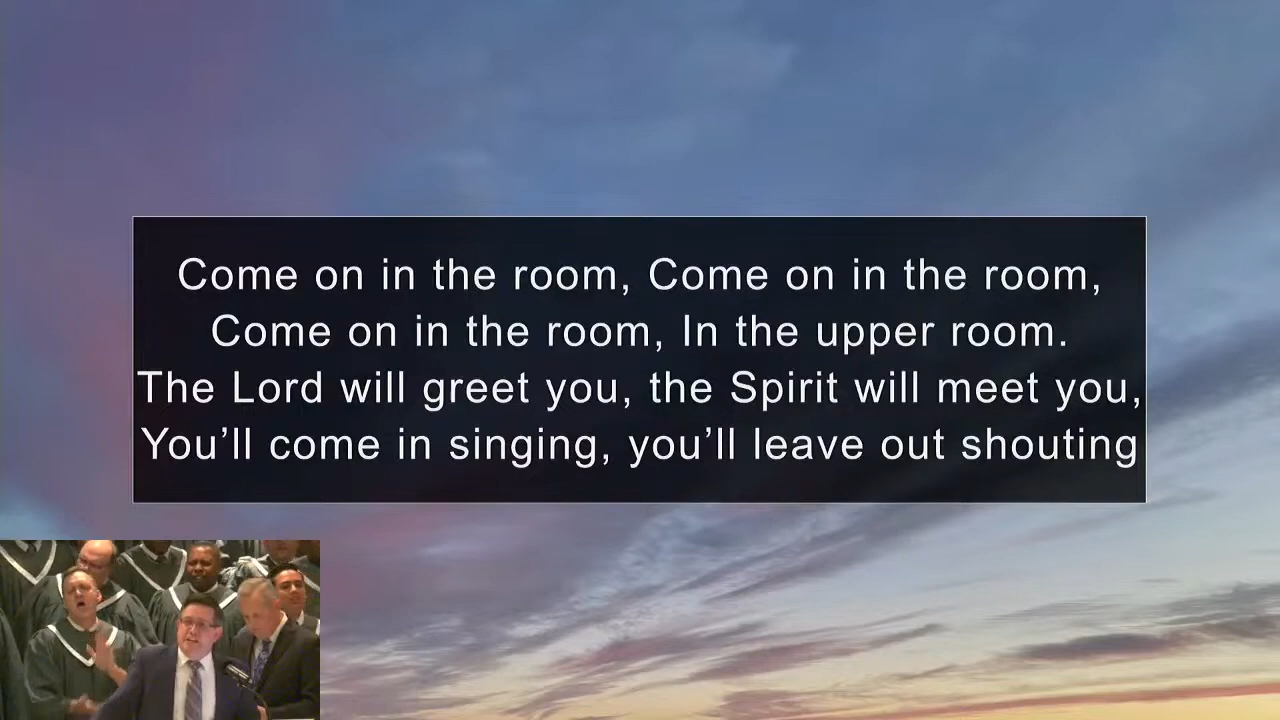 Come on in the room, Come on in the room,
Come on in the room, In the upper room.
The Lord will greet you, the Spirit will meet you,
You’ll come in singing, you’ll leave out shouting